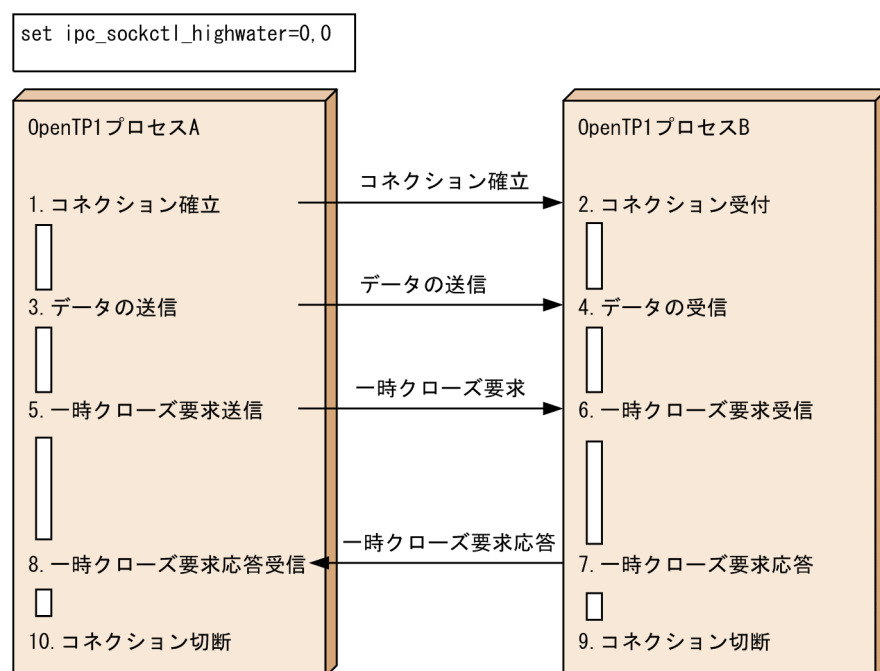 set ipc_sockctl_highwater=0,0
OpenTP1プロセスA
OpenTP1プロセスB
コネクション確立
1.コネクション確立
2.コネクション受付
データの送信
3.データの送信
4.データの受信
一時クローズ要求
5.一時クローズ要求送信
6.一時クローズ要求受信
一時クローズ要求応答
8.一時クローズ要求応答受信
7.一時クローズ要求応答
10.コネクション切断
9.コネクション切断